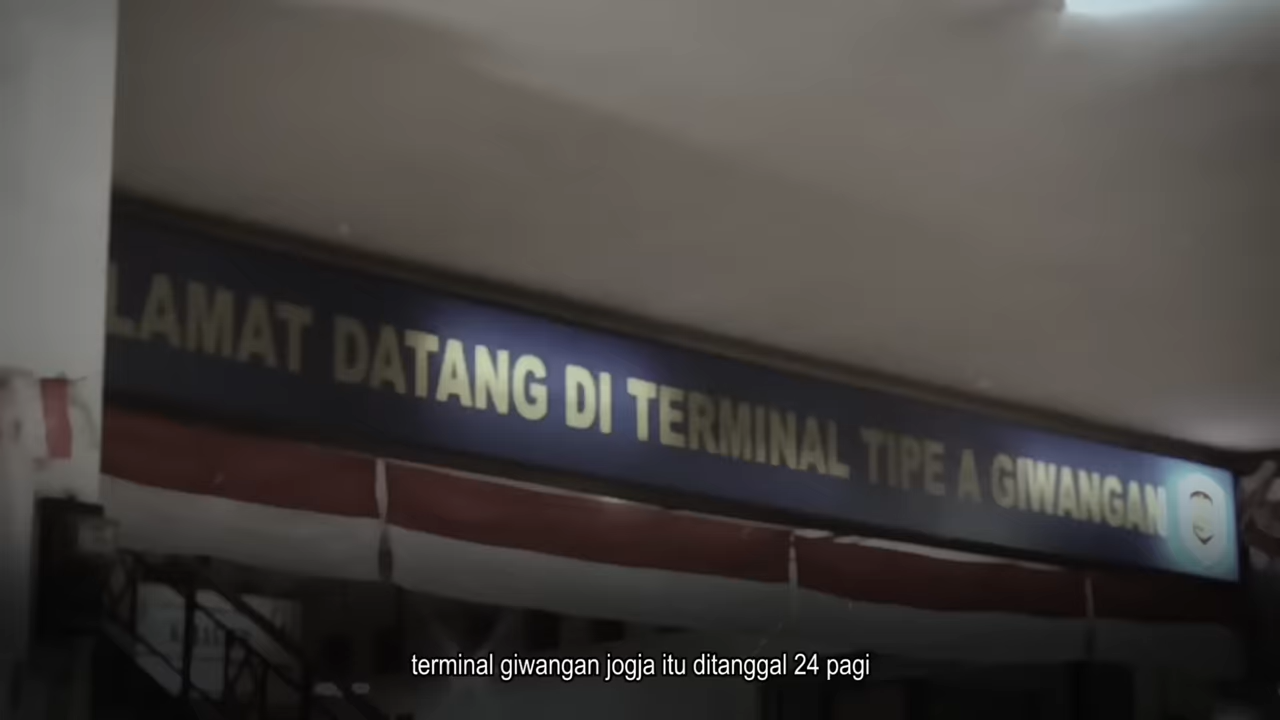 LAMAT DATANG DI TERMINAL TIPE A GIWANGAN
terminal giwangan jogja itu ditanggal 24 pagi